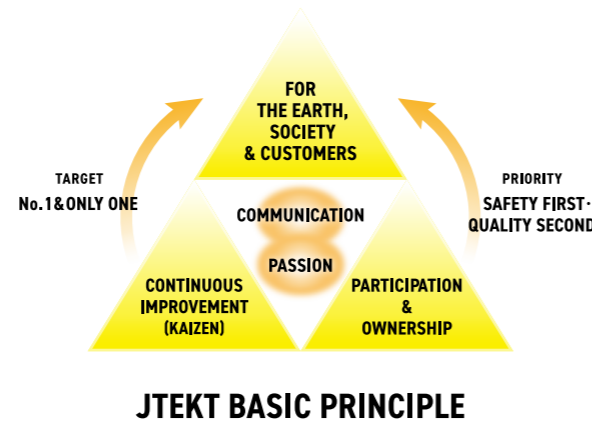 FOR
THE EARTH,
SOCIETY
& CUSTOMERS
TARGET
No.1&ONLY ONE
PRIORITY
SAFETY FIRST·
QUALITY SECOND
COMMUNICATION
PASSION
CONTINUOUS
IMPROVEMENT
(KAIZEN)
PARTICIPATION
&
OWNERSHIP
JTEKT BASIC PRINCIPLE